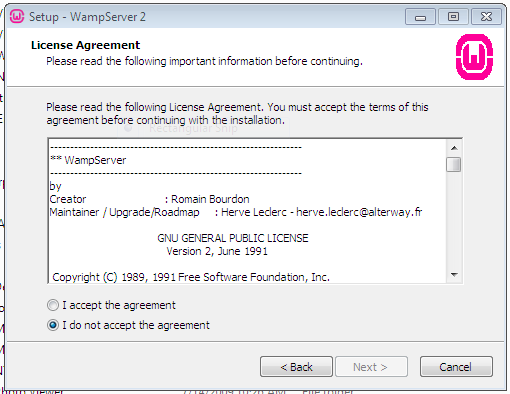 Setup - WampServer 2
License Agreement
Please read the following important information before continuing.
Please read the following License Agreement. You must accept the terms of this
agreement before continuing with the installation.
Rectangular Snip
------------------------------------------------------------
** WampServer
------------------------------------------------------------
by
Creator : Romain Bourdon
Maintainer / Upgrade/Roadmap : Herve Leclerc - herve.leclerc@alterway.fr
GNU GENERAL PUBLIC LICENSE
Version 2, June 1991
Copyright (C) 1989, 1991 Free Software Foundation, Inc.
I accept the agreement
I do not accept the agreement
< Back Next > Cancel